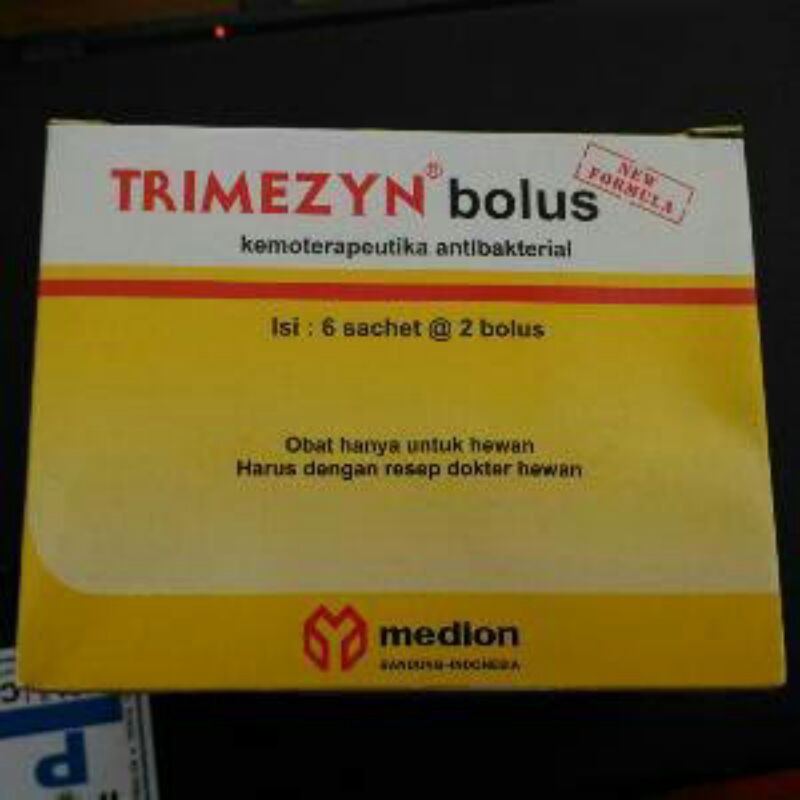 TRIMEZYN® bolus
NEW
FORMULA
kemoterapeutika antibakterial
Isi : 6 sachet @ 2 bolus
Obat hanya untuk hewan
Harus dengan resep dokter hewan
medion
BANDUNG-INDONESIA
P